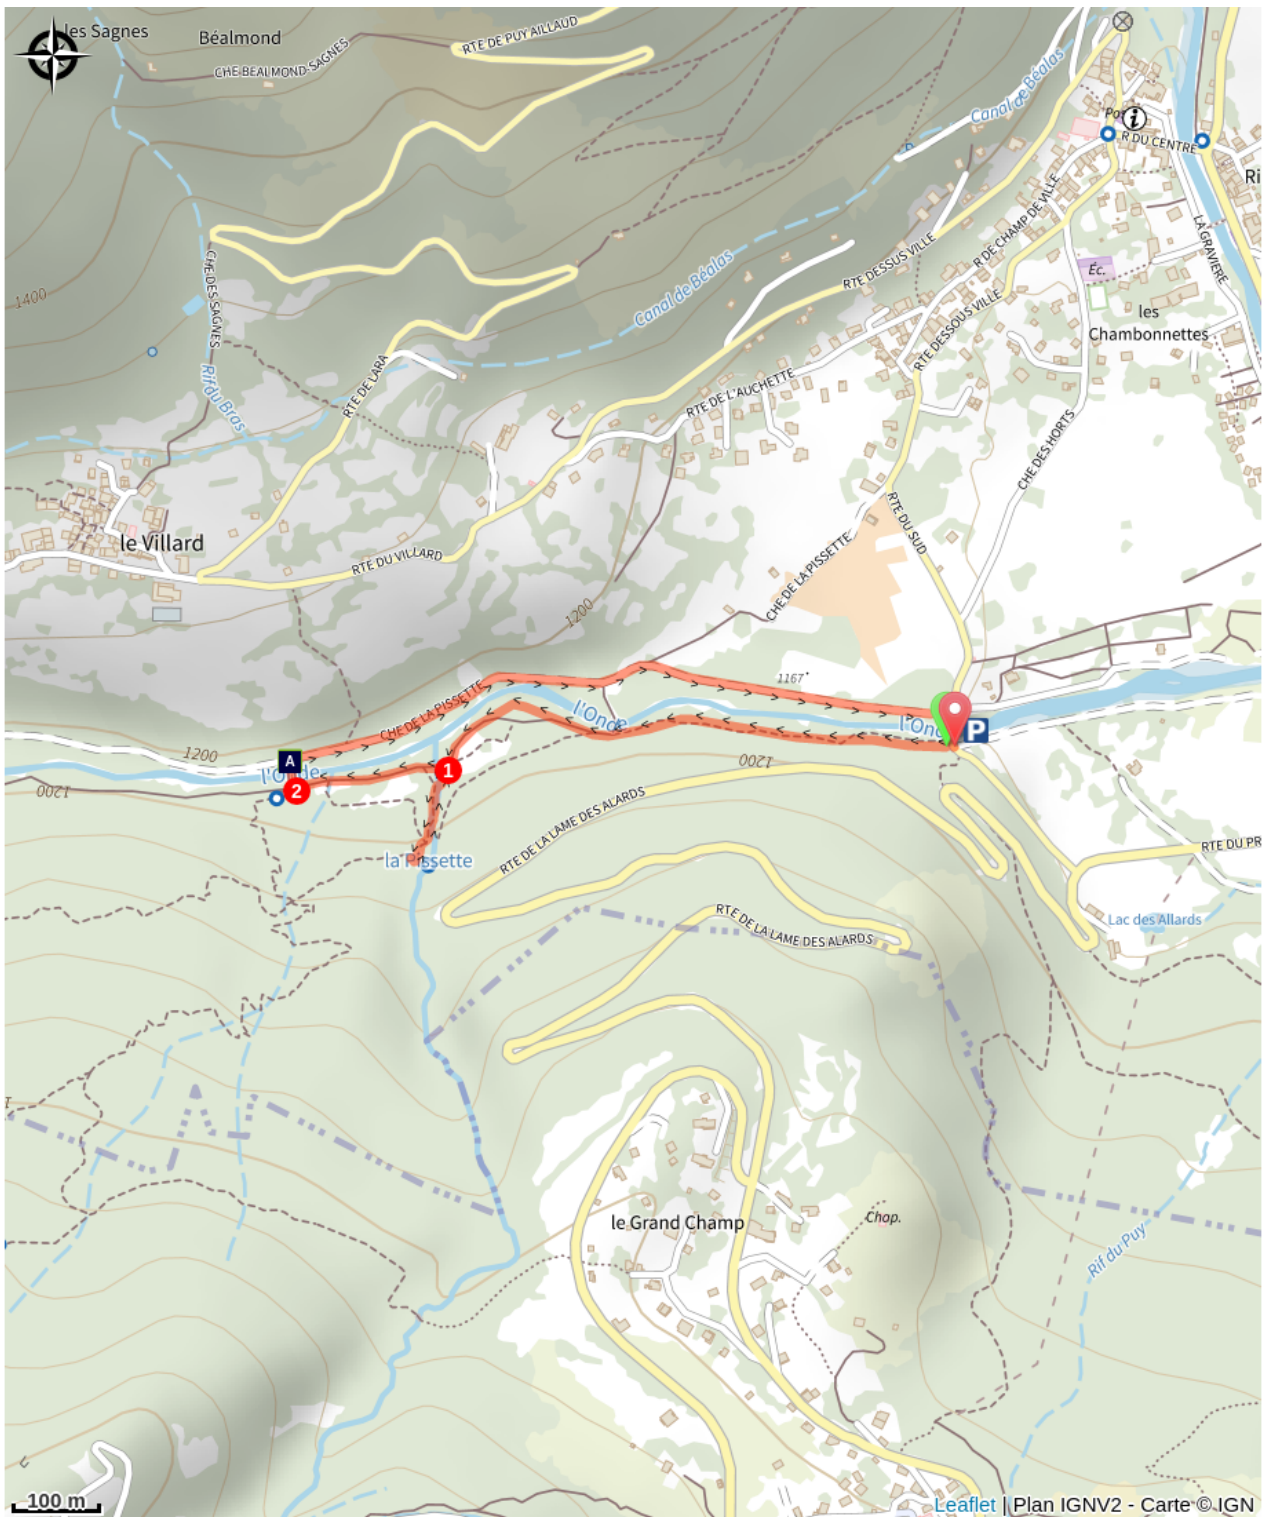 les Sagnes
Béalmond
RTE DE PUY AILLAUD
CHE BEALMOND-SAGNES
Canal de Béalas
R DU CENTRE
Ri
R DE CHAMP DE VILLE
LA GRAVIERE
CHE DES SAGNES
1400
Canal de Béalas
RTE DESSUS VILLE
Éc.
les
Chambonnettes
RTE DESSOUS VILLE
Rif du Bras
RTE DE LARA
RTE DE L'AUCHETTE
CHE DES HORTS
le Villard
RTE DU VILLARD
RTE DU SUD
CHE DE LA PISSETTE
1200
1167
CHE DE LA PISSETTE
l'Onde
P
1200
A
l'Onde
1
2
1200
1200
la Pissette
RTE DE LA LAME DES ALARDS
RTE DU PR
RTE DE LA LAME DES ALARDS
Lac des Allards
le Grand Champ
Chap.
Rif du Puy
100 m
Leaflet | Plan IGNV2 - Carte © IGN